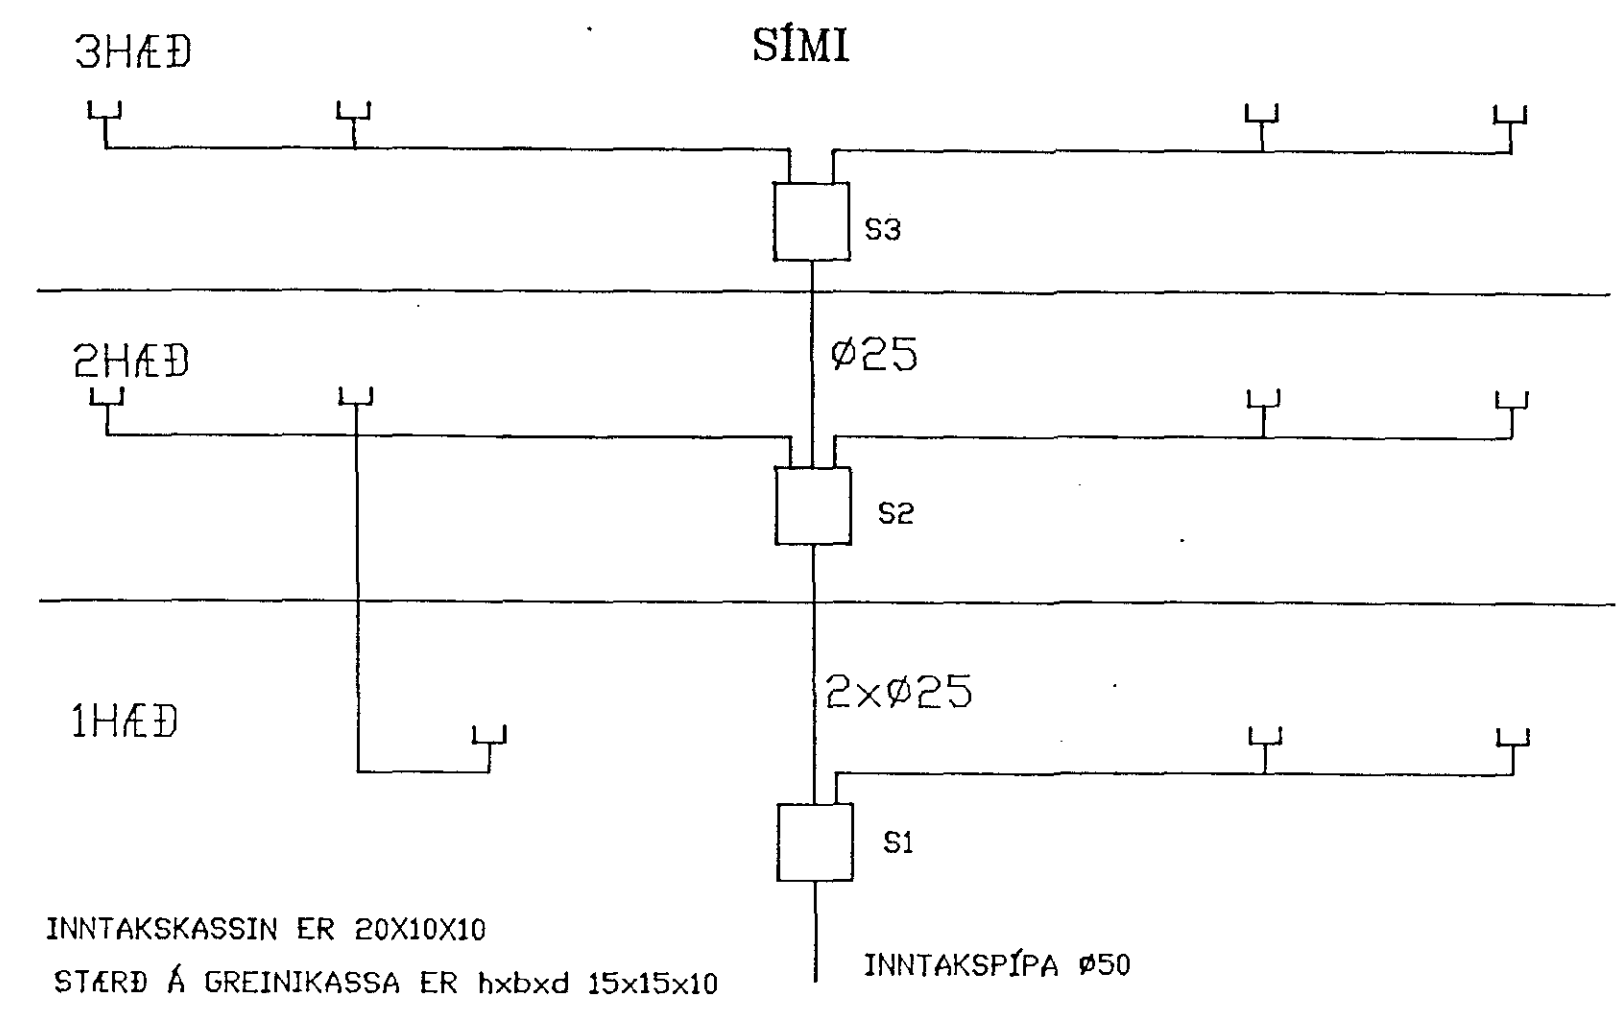 SÍMI
3HÆÐ
S3
Ø25
2HÆÐ
S2
2xØ25
1HÆÐ
S1
INNTAKSKASSIN ER 20X10X10
STÆRÐ Á GREINIKASSA ER hxbxd 15x15x10
INNTAKSPÍPA Ø50